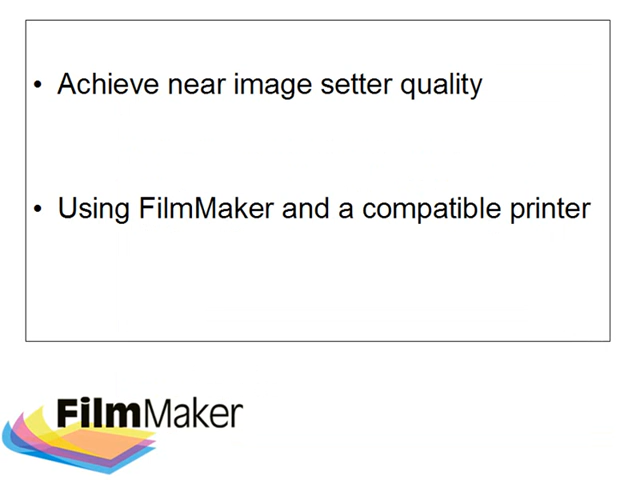 • Achieve near image setter quality
• Using FilmMaker and a compatible printer
FilmMaker